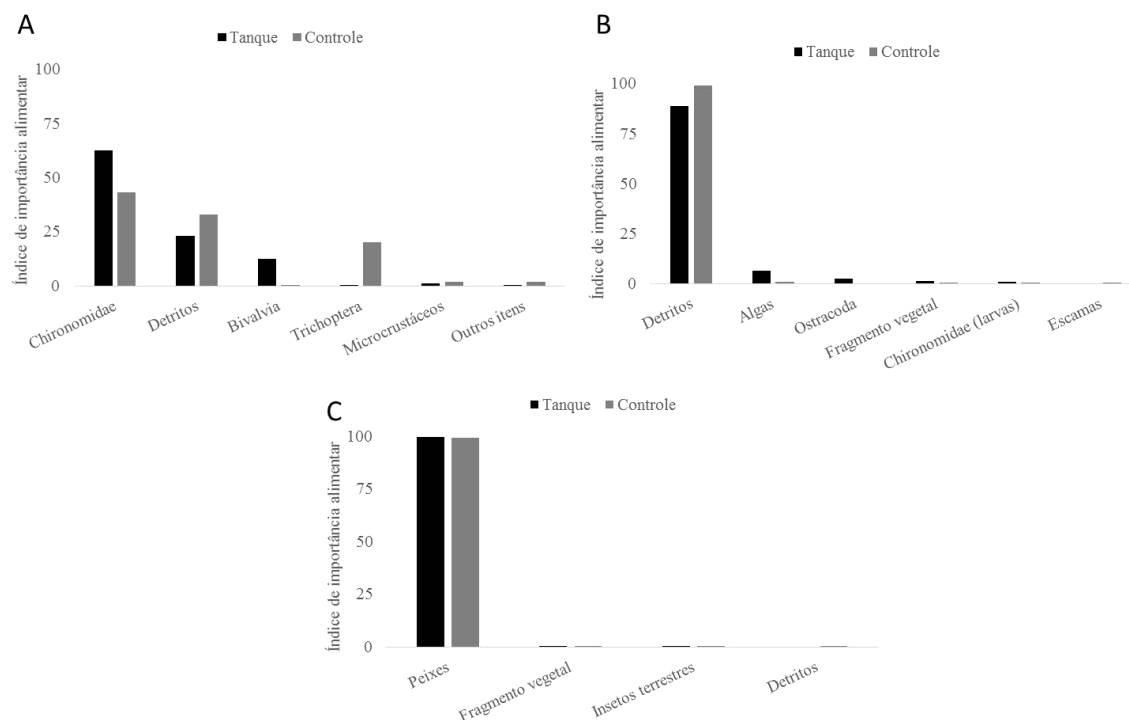 A
Tanque Controle
Índice de importância alimentar
100
75
50
25
0
Chironomidae
Detritos
Bivalvia
Trichoptera
Microcrustáceos
Outros itens
B
Tanque Controle
Índice de importância alimentar
100
75
50
25
0
Detritos
Algas
Ostracoda
Fragmento vegetal
Chironomidae (larvas)
Escamas
C
Tanque Controle
Índice de importância alimentar
100
75
50
25
0
Peixes
Fragmento vegetal
Insetos terrestres
Detritos